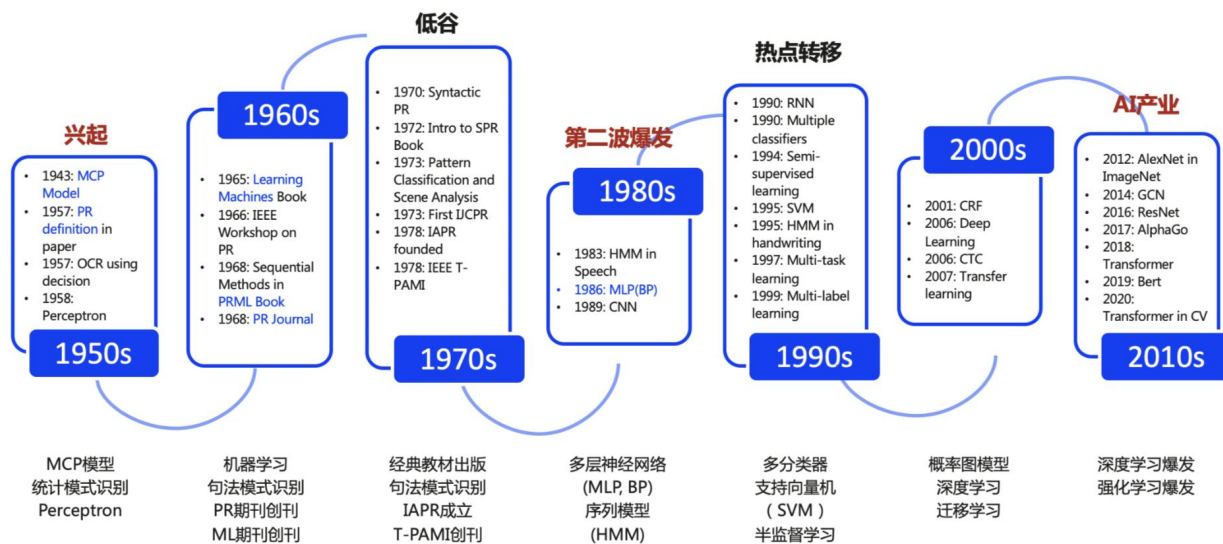 兴起
• 1943: MCP
Model
• 1957: PR
definition in
paper
• 1957: OCR using
decision
• 1958:
Perceptron
1950s
MCP模型
统计模式识别
Perceptron
1960s
• 1965: Learning
Machines Book
• 1966: IEEE
Workshop on
PR
• 1968: Sequential
Methods in
PRML Book
• 1968: PR Journal
机器学习
句法模式识别
PR期刊创刊
ML期刊创刊
低谷
• 1970: Syntactic
PR
• 1972: Intro to SPR
Book
• 1973: Pattern
Classification and
Scene Analysis
• 1973: First IJCPR
• 1978: IAPR
founded
• 1978: IEEE T-
PAMI
1970s
经典教材出版
句法模式识别
IAPR成立
T-PAMI创刊
第二波爆发
1980s
• 1983: HMM in
Speech
• 1986: MLP(BP)
• 1989: CNN
多层神经网络
(MLP, BP)
序列模型
(HMM)
热点转移
• 1990: RNN
• 1990: Multiple
classifiers
• 1994: Semi-
supervised
learning
• 1995: SVM
• 1995: HMM in
handwriting
• 1997: Multi-task
learning
• 1999: Multi-label
learning
1990s
多分类器
支持向量机
（SVM）
半监督学习
2000s
• 2001: CRF
• 2006: Deep
Learning
• 2006: CTC
• 2007: Transfer
learning
概率图模型
深度学习
迁移学习
AI产业
• 2012: AlexNet in
ImageNet
• 2014: GCN
• 2016: ResNet
• 2017: AlphaGo
• 2018:
Transformer
• 2019: Bert
• 2020:
Transformer in CV
2010s
深度学习爆发
强化学习爆发